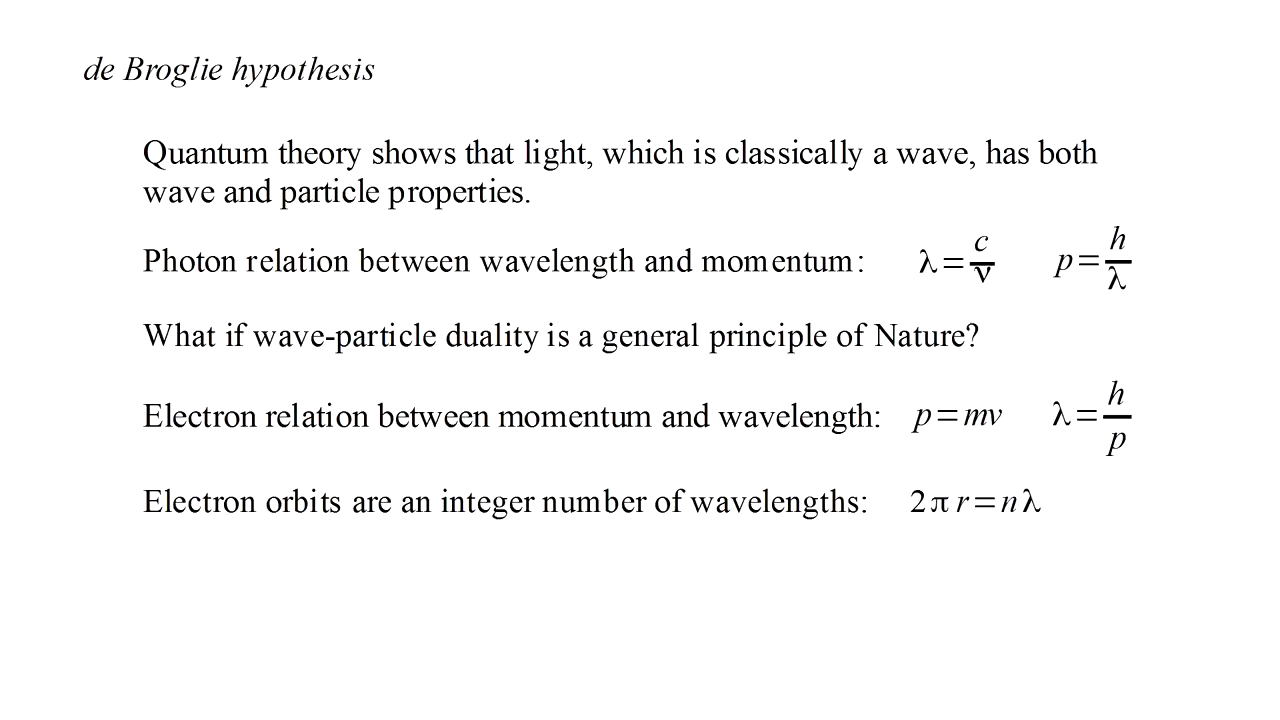 de Broglie hypothesis
Quantum theory shows that light, which is classically a wave, has both
wave and particle properties.
Photon relation between wavelength and momentum: λ=c/ν p=h/λ
What if wave-particle duality is a general principle of Nature?
Electron relation between momentum and wavelength: p=mv λ=h/p
Electron orbits are an integer number of wavelengths: 2πr=nλ